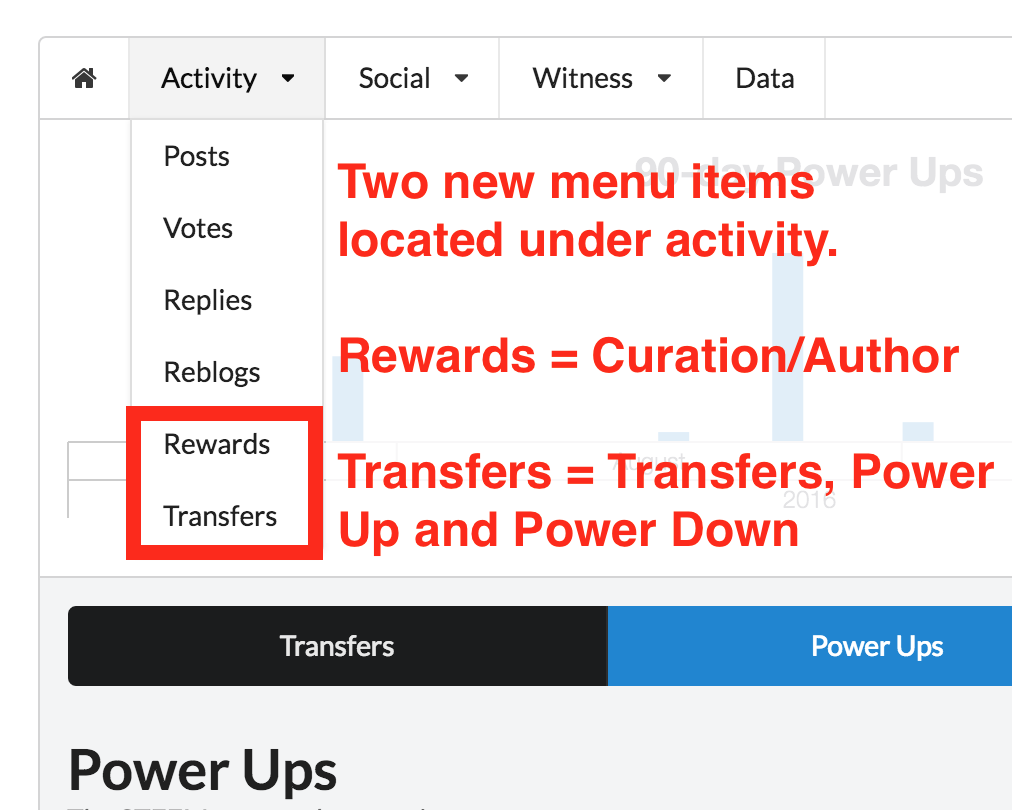 Activity Social Witness Data
Posts
Votes
Replies
Reblogs
Rewards
Transfers
90-day Power Ups
Two new menu items
located under activity.
Rewards = Curation/Author
August
2016
Transfers = Transfers, Power
Up and Power Down
Transfers Power Ups
Power Ups